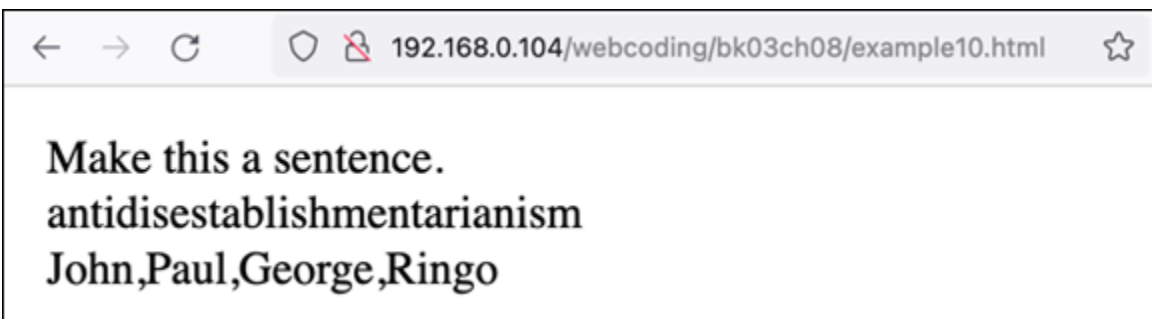 192.168.0.104/webcoding/bk03ch08/example10.html
Make this a sentence.
antidisestablishmentarianism
John,Paul,George,Ringo